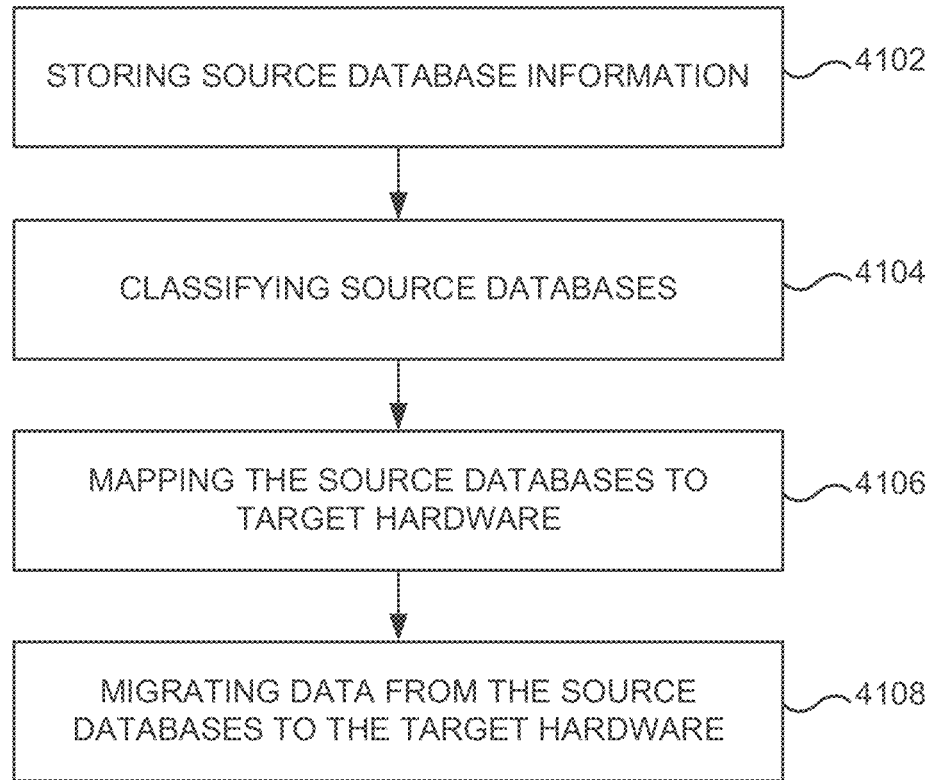 STORING SOURCE DATABASE INFORMATION
4102
CLASSIFYING SOURCE DATABASES
4104
MAPPING THE SOURCE DATABASES TO
TARGET HARDWARE
4106
MIGRATING DATA FROM THE SOURCE
DATABASES TO THE TARGET HARDWARE
4108